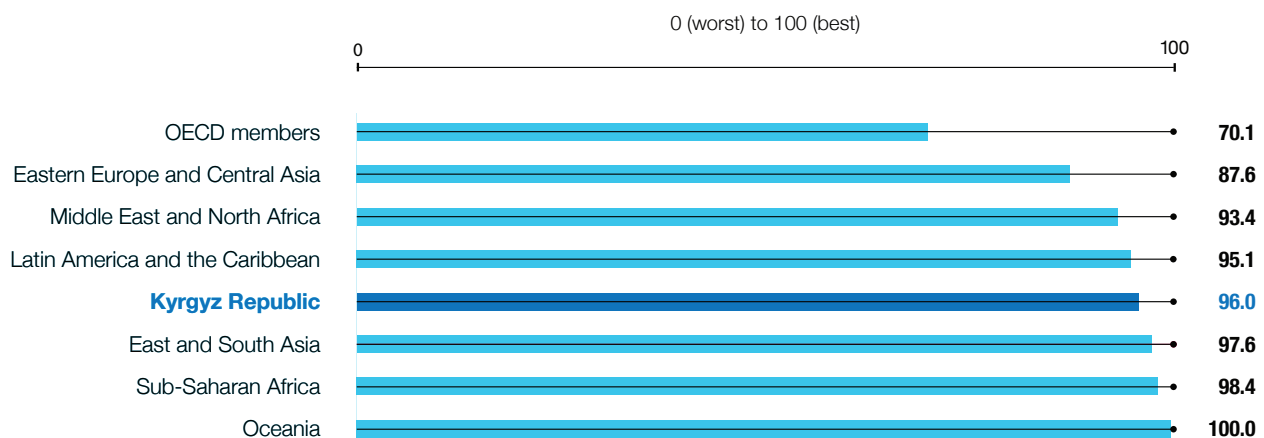 0 (worst) to 100 (best)
0 100
OECD members 70.1
Eastern Europe and Central Asia 87.6
Middle East and North Africa 93.4
Latin America and the Caribbean 95.1
Kyrgyz Republic 96.0
East and South Asia 97.6
Sub-Saharan Africa 98.4
Oceania 100.0